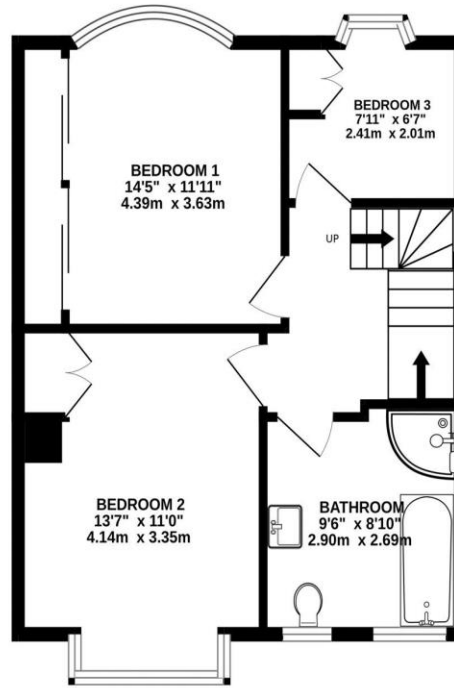 BEDROOM 1
14'5" x 11'11"
4.39m x 3.63m
BEDROOM 3
7'11" x 6'7"
2.41m x 2.01m
UP
BEDROOM 2
13'7" x 11'0"
4.14m x 3.35m
BATHROOM
9'6" x 8'10"
2.90m x 2.69m